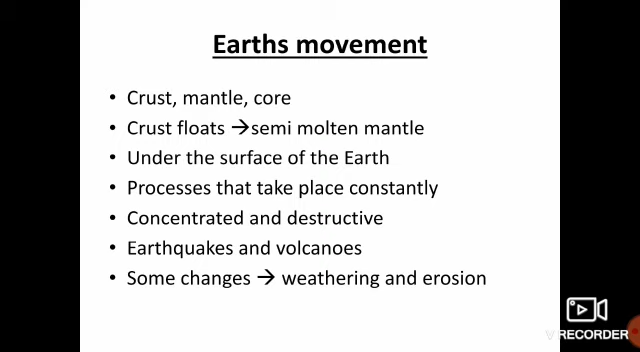 Earths movement
• Crust, mantle, core
• Crust floats → semi molten mantle
• Under the surface of the Earth
• Processes that take place constantly
• Concentrated and destructive
• Earthquakes and volcanoes
• Some changes → weathering and erosion
V RECORDER